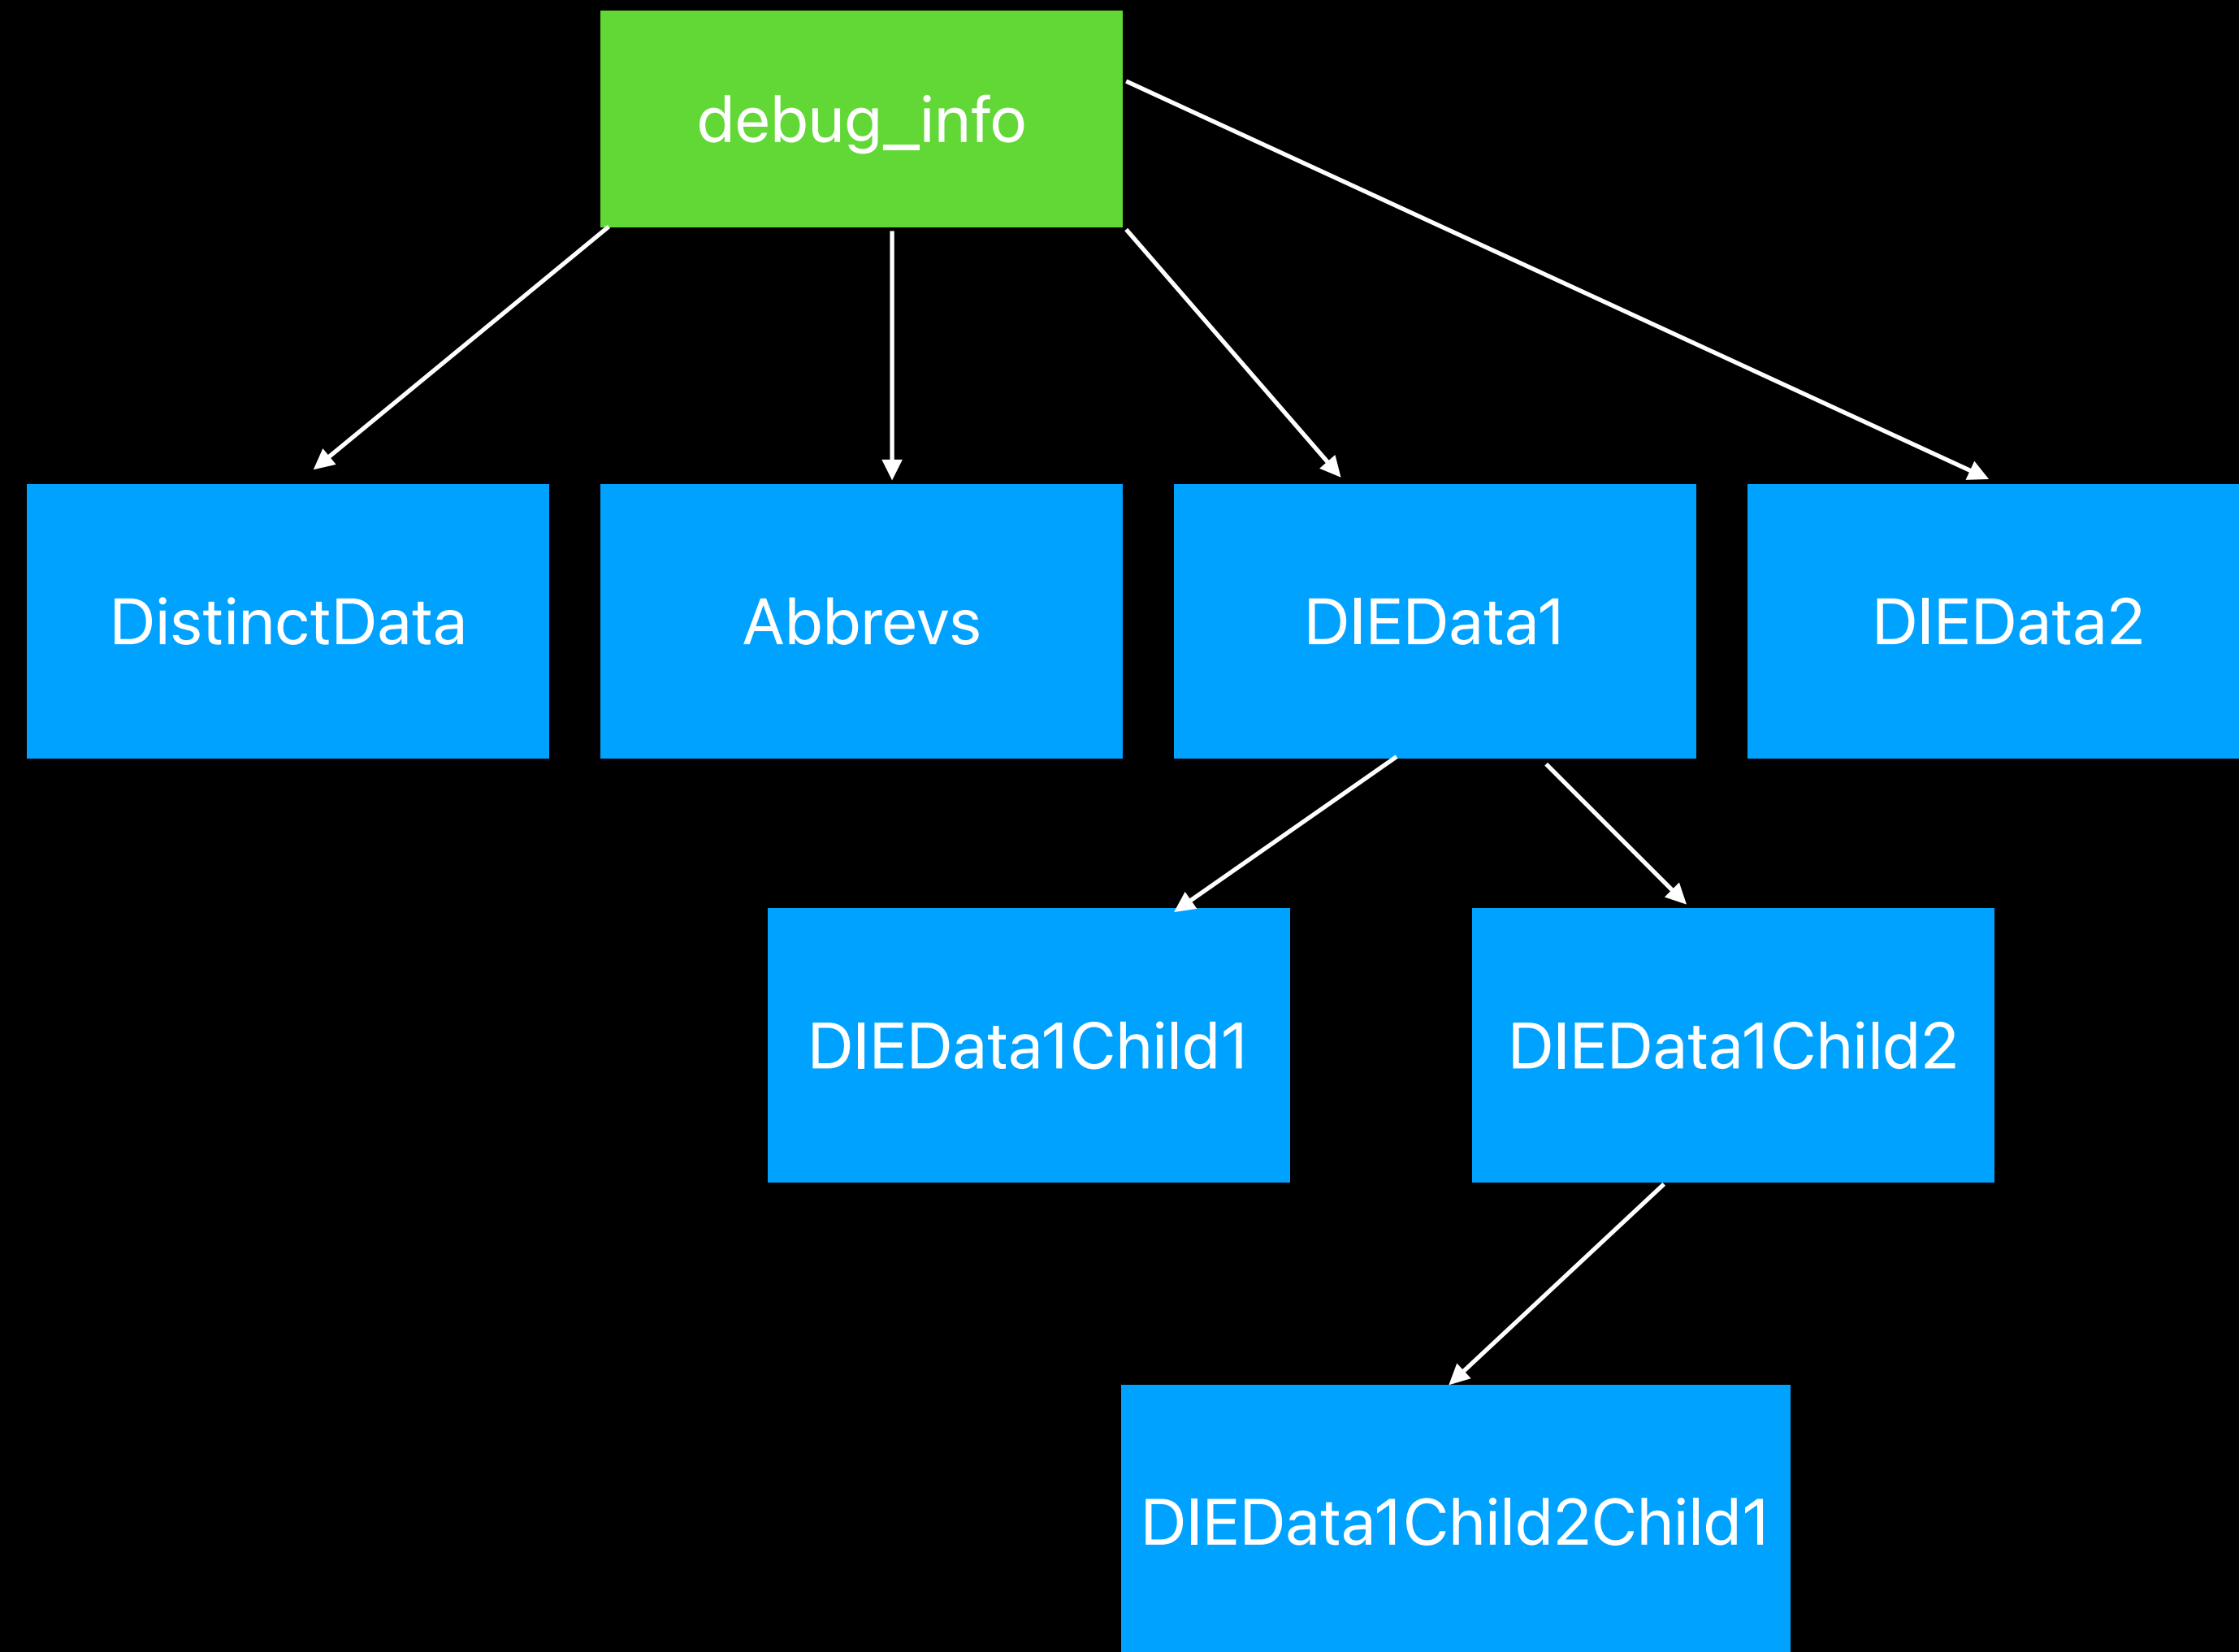 debug_info
DistinctData
Abbrevs
DIEData1
DIEData2
DIEData1Child1
DIEData1Child2
DIEData1Child2Child1